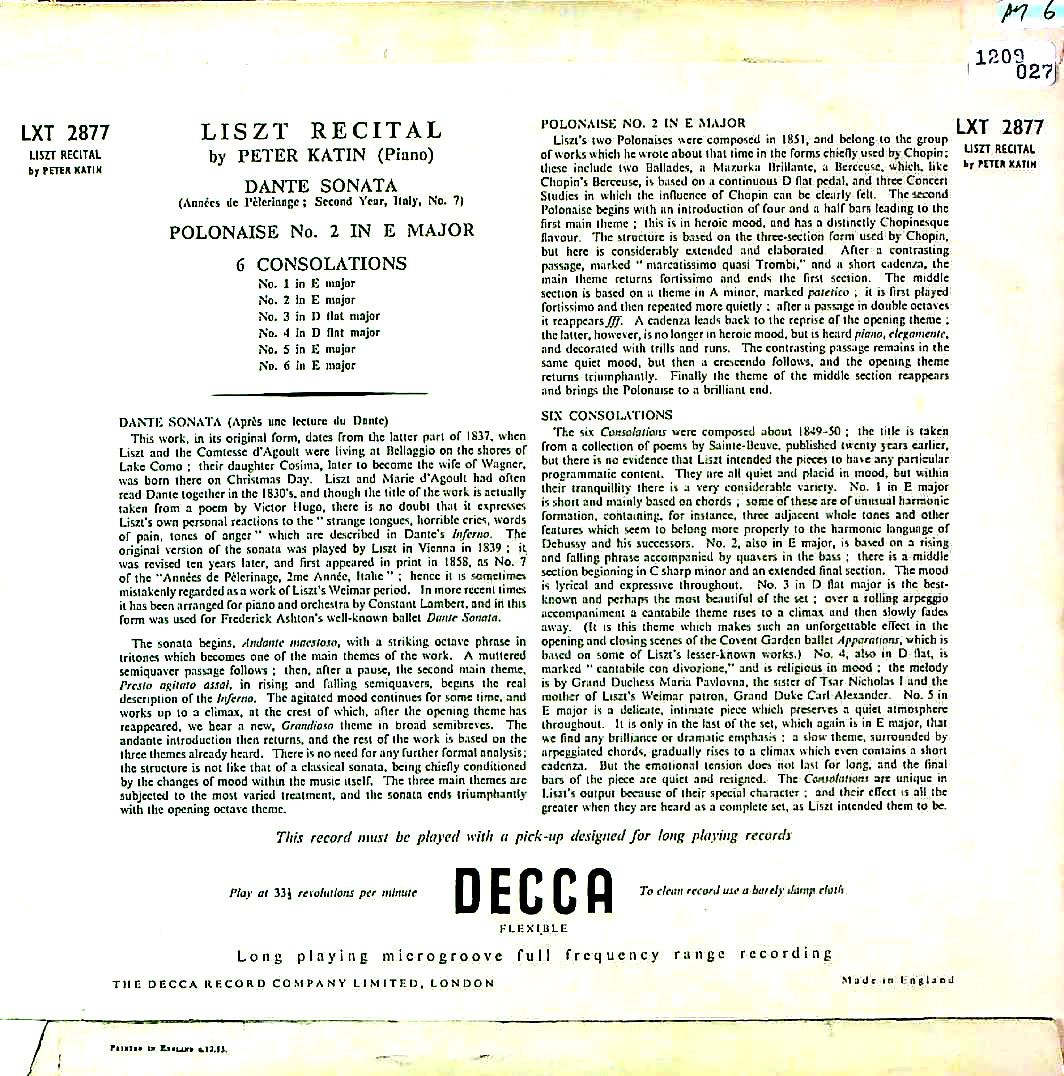 1209
027
LXT 2877
LISZT RECITAL
by PETER KATIN
LISZT RECITAL
by PETER KATIN (Piano)
DANTE SONATA
(Années de Pèlerinage; Second Year, Italy, No. 7)
POLONAISE No. 2 IN E MAJOR
6 CONSOLATIONS
No. 1 in E major
No. 2 in E major
No. 3 in D flat major
No. 4 in D flat major
No. 5 in E major
No. 6 in E major
DANTE SONATA (Après une lecture du Dante)
This work, in its original form, dates from the latter part of 1837, when
Liszt and the Comtesse d'Agoult were living at Bellaggio on the shores of
Lake Como ; their daughter Cosima, later to become the wife of Wagner,
was born there on Christmas Day. Liszt and Marie d'Agoult had often
read Dante together in the 1830's, and though the title of the work is actually
taken from a poem by Victor Hugo, there is no doubt that it expresses
Liszt's own personal reactions to the " strange tongues, horrible cries, words
of pain, tones of anger " which are described in Dante's Inferno. The
original version of the sonata was played by Liszt in Vienna in 1839 ; it
was revised ten years later, and first appeared in print in 1858, as No. 7
of the "Années de Pèlerinage, 2me Année, Italie " ; hence it is sometimes
mistakenly regarded as a work of Liszt's Weimar period. In more recent times
it has been arranged for piano and orchestra by Constant Lambert, and in this
form was used for Frederick Ashton's well-known ballet Dante Sonata.
The sonata begins, Andante maestoso, with a striking octave phrase in
tritones which becomes one of the main themes of the work. A muttered
semiquaver passage follows ; then, after a pause, the second main theme,
Presto agitato assai, in rising and falling semiquavers, begins the real
description of the Inferno. The agitated mood continues for some time, and
works up to a climax, at the crest of which, after the opening theme has
reappeared, we hear a new, Grandioso theme in broad semibreves. The
andante introduction then returns, and the rest of the work is based on the
three themes already heard. There is no need for any further formal analysis;
the structure is not like that of a classical sonata, being chiefly conditioned
by the changes of mood within the music itself. The three main themes are
subjected to the most varied treatment, and the sonata ends triumphantly
with the opening octave theme.
POLONAISE NO. 2 IN E MAJOR
Liszt's two Polonaises were composed in 1851, and belong to the group
of works which he wrote about that time in the forms chiefly used by Chopin;
these include two Ballades, a Mazurka Brillante, a Berceuse, which, like
Chopin's Berceuse, is based on a continuous D flat pedal, and three Concert
Studies in which the influence of Chopin can be clearly felt. The second
Polonaise begins with an introduction of four and a half bars leading to the
first main theme ; this is in heroic mood, and has a distinctly Chopinesque
flavour. The structure is based on the three-section form used by Chopin,
but here is considerably extended and elaborated After a contrasting
passage, marked " marcatissimo quasi Trombi," and a short cadenza, the
main theme returns fortissimo and ends the first section. The middle
section is based on a theme in A minor, marked patetico ; it is first played
fortissimo and then repeated more quietly ; after a passage in double octaves
it reappears fff. A cadenza leads back to the reprise of the opening theme ;
the latter, however, is no longer in heroic mood, but is heard piano, elegamente,
and decorated with trills and runs. The contrasting passage remains in the
same quiet mood, but then a crescendo follows, and the opening theme
returns triumphantly. Finally the theme of the middle section reappears
and brings the Polonaise to a brilliant end.
SIX CONSOLATIONS
The six Consolations were composed about 1849-50 ; the title is taken
from a collection of poems by Sainte-Beuve, published twenty years earlier,
but there is no evidence that Liszt intended the pieces to have any particular
programmatic content. They are all quiet and placid in mood, but within
their tranquillity there is a very considerable variety. No. 1 in E major
is short and mainly based on chords ; some of these are of unusual harmonic
formation, containing, for instance, three adjacent whole tones and other
features which seem to belong more properly to the harmonic language of
Debussy and his successors. No. 2, also in E major, is based on a rising
and falling phrase accompanied by quavers in the bass ; there is a middle
section beginning in C sharp minor and an extended final section. The mood
is lyrical and expressive throughout. No. 3 in D flat major is the best-
known and perhaps the most beautiful of the set ; over a rolling arpeggio
accompaniment a cantabile theme rises to a climax and then slowly fades
away. (It is this theme which makes such an unforgettable effect in the
opening and closing scenes of the Covent Garden ballet Apparations, which is
based on some of Liszt's lesser-known works.) No. 4, also in D flat, is
marked " cantabile con divozione," and is religious in mood ; the melody
is by Grand Duchess Maria Pavlovna, the sister of Tsar Nicholas I and the
mother of Liszt's Weimar patron, Grand Duke Carl Alexander. No. 5 in
E major is a delicate, intimate piece which preserves a quiet atmosphere
throughout. It is only in the last of the set, which again is in E major, that
we find any brilliance or dramatic emphasis ; a slow theme, surrounded by
arpeggiated chords, gradually rises to a climax which even contains a short
cadenza. But the emotional tension does not last for long, and the final
bars of the piece are quiet and resigned. The Consolations are unique in
Liszt's output because of their special character ; and their effect is all the
greater when they are heard as a complete set, as Liszt intended them to be.
LXT 2877
LISZT RECITAL
by PETER KATIN
This record must be played with a pick-up designed for long playing records
Play at 33⅓ revolutions per minute
DECCA
FLEXIBLE
To clean record use a barely damp cloth
Long playing microgroove full frequency range recording
THE DECCA RECORD COMPANY LIMITED, LONDON
Made in England
PRINTED IN ENGLAND